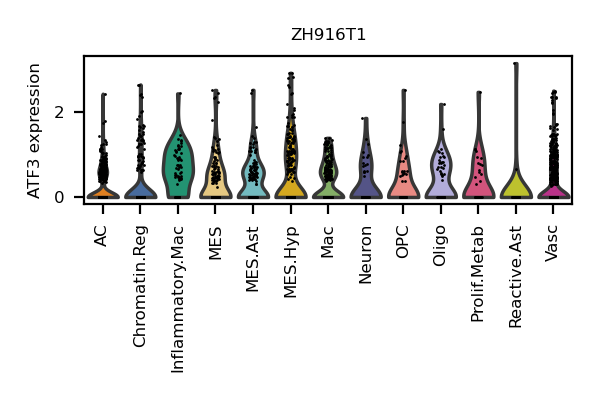 ZH916T1
ATF3 expression
2
0
AC
Chromatin.Reg
Inflammatory.Mac
MES
MES.Ast
MES.Hyp
Mac
Neuron
OPC
Oligo
Prolif.Metab
Reactive.Ast
Vasc